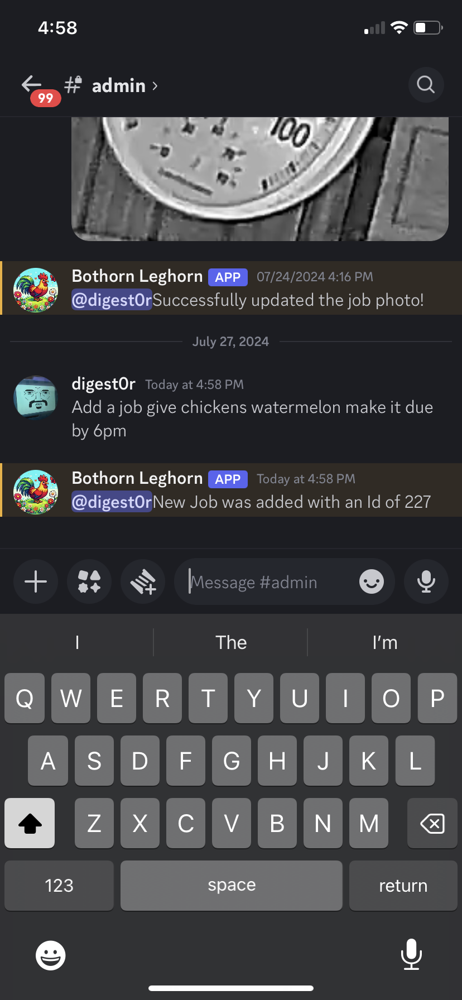 4:58
99
admin
100
Bothorn Leghorn APP 07/24/2024 4:16 PM
@digest0rSuccessfully updated the job photo!
July 27, 2024
digest0r Today at 4:58 PM
Add a job give chickens watermelon make it due
by 6pm
Bothorn Leghorn APP Today at 4:58 PM
@digest0rNew Job was added with an Id of 227
Message #admin
I The I'm
Q W E R T Y U I O P
A S D F G H J K L
Z X C V B N M
123 space return